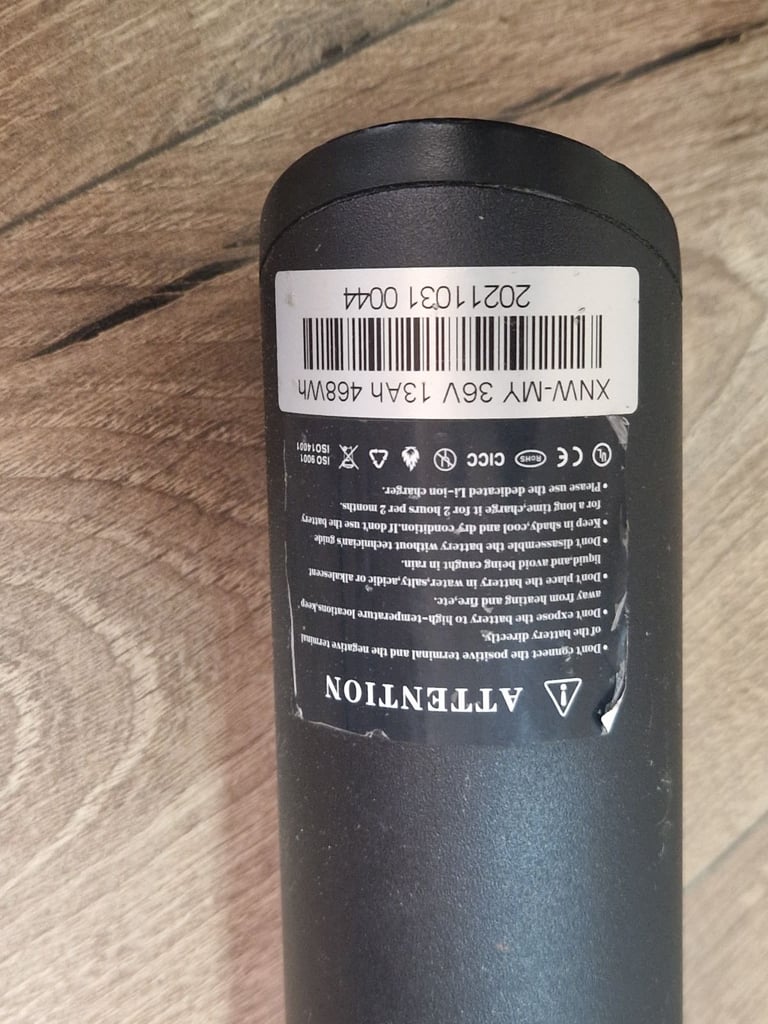 ATTENTION
•Don't connect the positive terminal and the negative terminal
of the battery directly.
•Don't expose the battery to high-temperature locations,keep
away from heating and fire,etc.
•Don't place the battery in water,salty,acidic or alkalescent
liquid.and avoid being caught in rain.
•Don't disassemble the battery without technician's guide
•Keep in shady,cool and dry condition.If don't use the battery
for a long time,charge it for 2 hours per 2 months.
•Please use the dedicated Li-ion charger.
UL CE RoHS CICC ISO 9001
ISO14001
XNW-MY 36V 13Ah 468Wh
20211031 0044